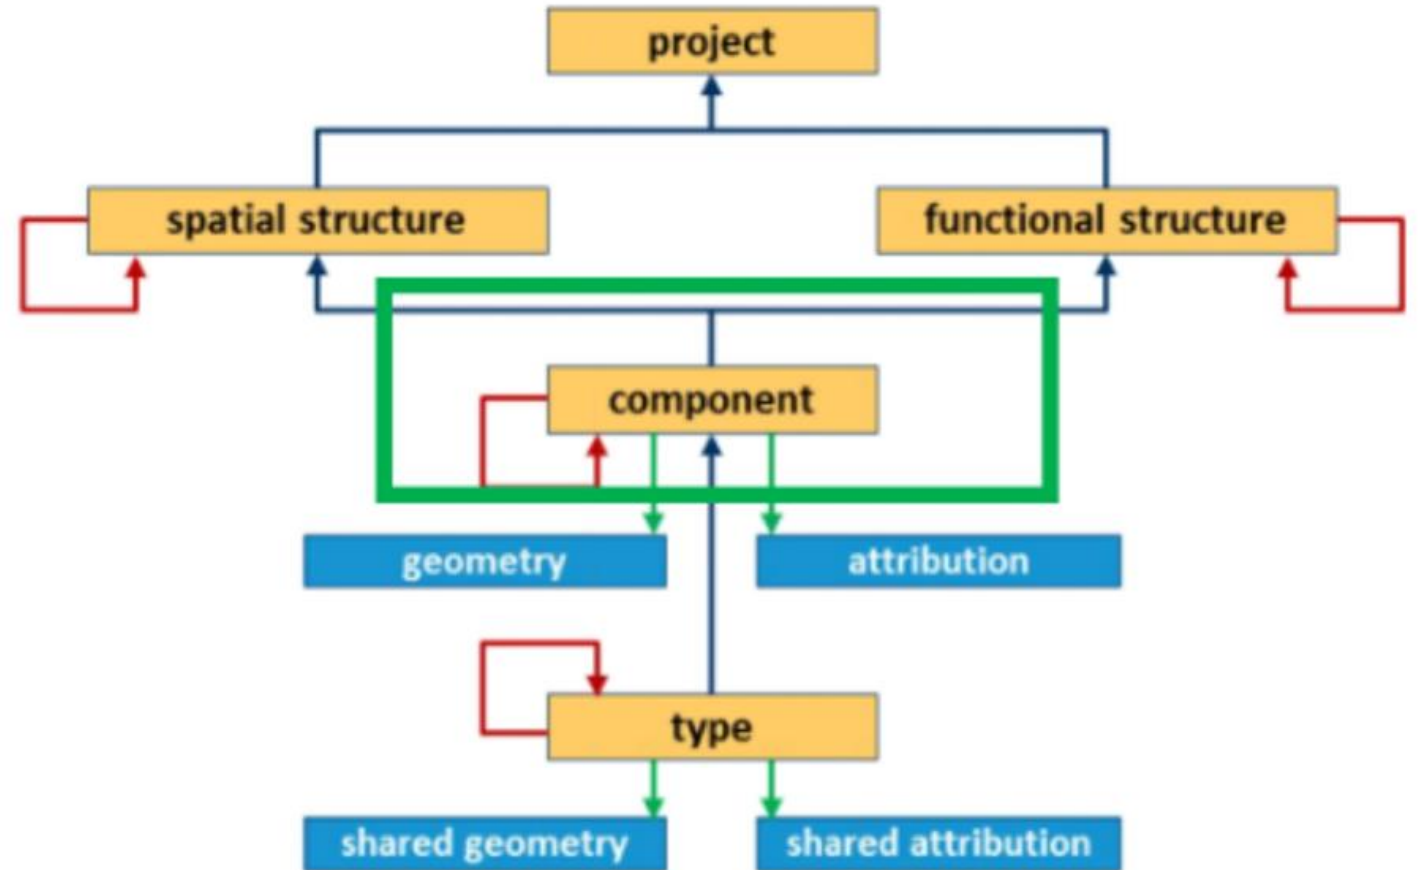 project
spatial structure
functional structure
component
geometry
attribution
type
shared geometry
shared attribution